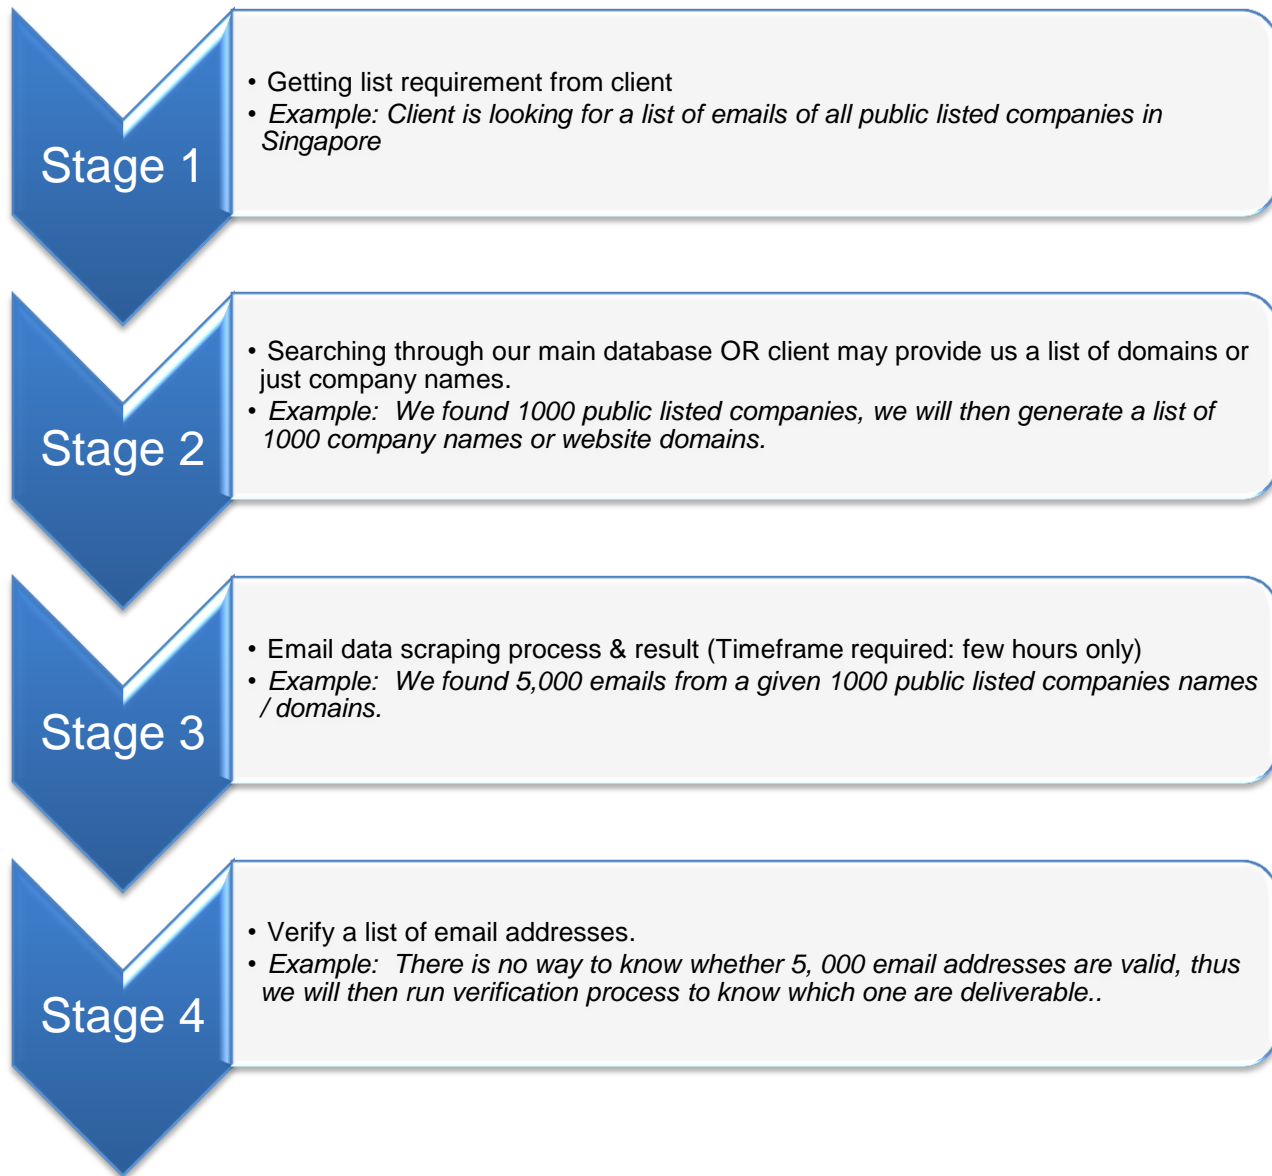 Stage 1
• Getting list requirement from client
• Example: Client is looking for a list of emails of all public listed companies in
Singapore
Stage 2
• Searching through our main database OR client may provide us a list of domains or
just company names.
• Example:  We found 1000 public listed companies, we will then generate a list of
1000 company names or website domains.
Stage 3
• Email data scraping process & result (Timeframe required: few hours only)
• Example:  We found 5,000 emails from a given 1000 public listed companies names
/ domains.
Stage 4
• Verify a list of email addresses.
• Example:  There is no way to know whether 5, 000 email addresses are valid, thus
we will then run verification process to know which one are deliverable..